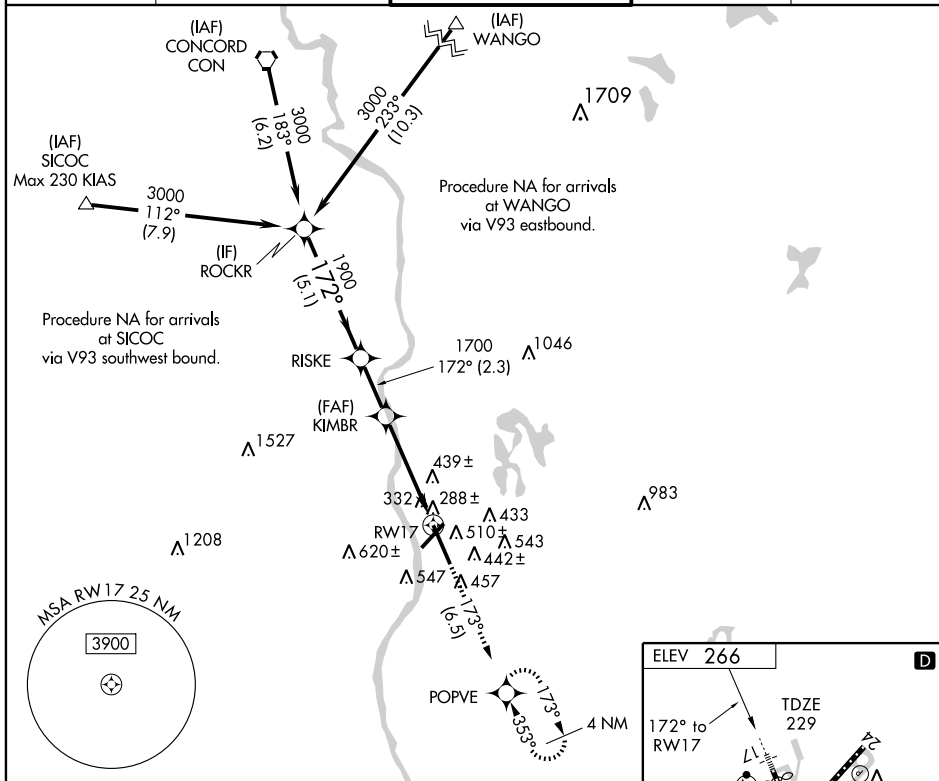 (IAF)
CONCORD
CON
(IAF)
WANGO
3000
183°
(6.2)
3000
233°
(10.3)
1709
(IAF)
SICOC
Max 230 KIAS
3000
112°
(7.9)
Procedure NA for arrivals
at WANGO
via V93 eastbound.
(IF)
ROCKR
1900
172°
(5.1)
Procedure NA for arrivals
at SICOC
via V93 southwest bound.
RISKE
1700
172° (2.3)
1046
(FAF)
KIMBR
1527
439±
332
288±
433
983
RW17
510±
543
1208
620±
442±
547
457
MSA RW17 25 NM
3900
173°
(6.5)
POPVE
173°
353°
4 NM
ELEV 266
D
TDZE
229
172° to
RW17
17
24